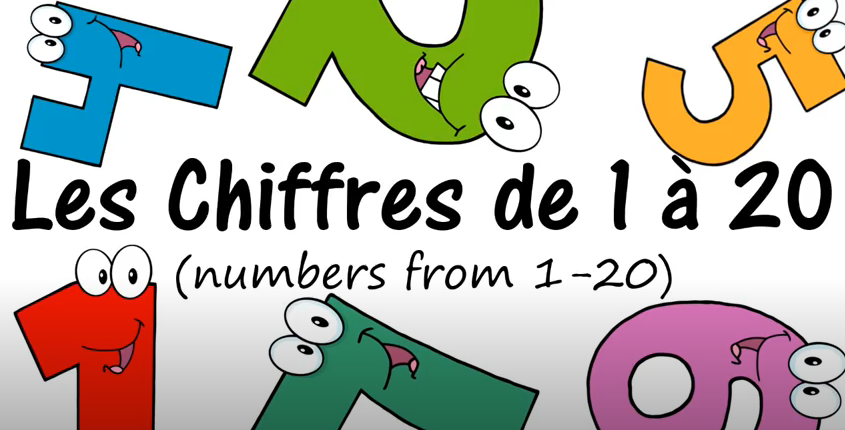 Les Chiffres de 1 à 20
(numbers from 1-20)